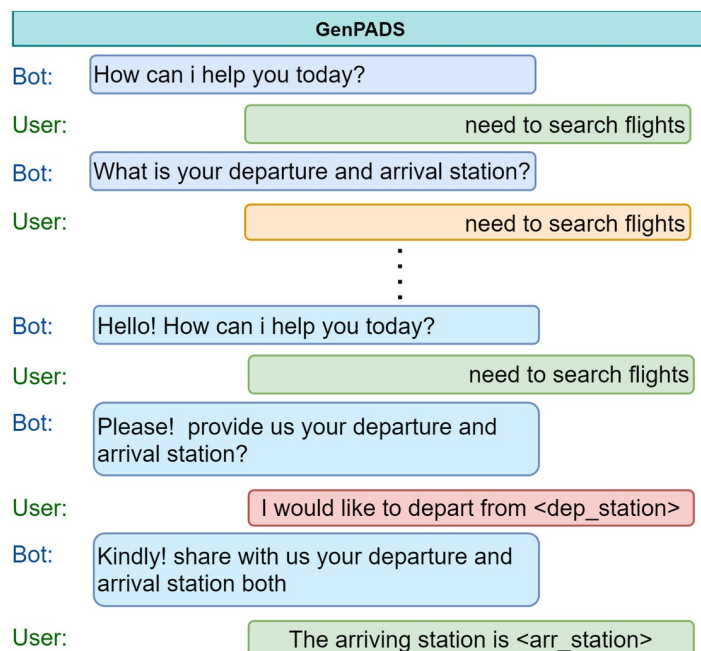 GenPADS
Bot: How can i help you today?
User: need to search flights
Bot: What is your departure and arrival station?
User: need to search flights
Bot: Hello! How can i help you today?
User: need to search flights
Bot: Please!  provide us your departure and
arrival station?
User: I would like to depart from <dep_station>
Bot: Kindly! share with us your departure and
arrival station both
User: The arriving station is <arr_station>